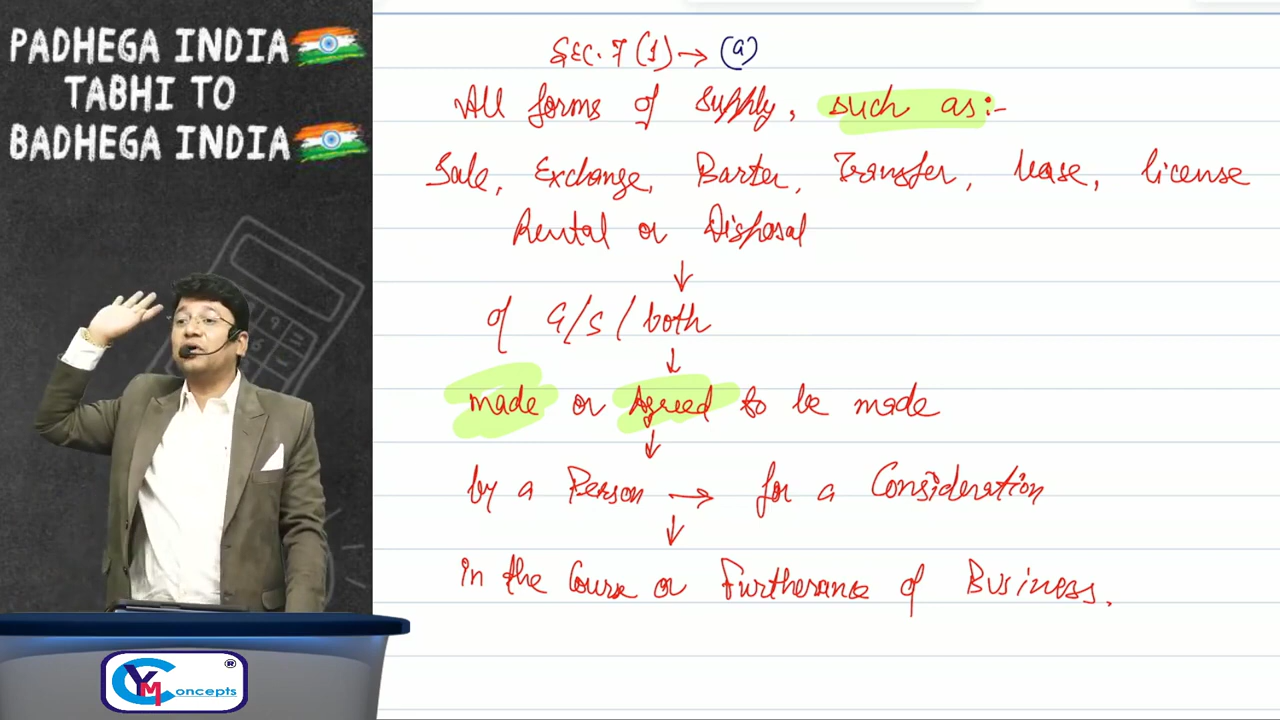 PADHEGA INDIA
TABHI TO
BADHEGA INDIA
SEC. 7 (1) → (a)
All forms of Supply, such as:-
Sale, Exchange, Barter, Transfer, lease, license
Rental or Disposal
↓
of G/S/both
↓
made or Agreed to be made
↓
by a Person → for a Consideration
↓
in the Course or Furtherance of Business.
YM Concepts ®